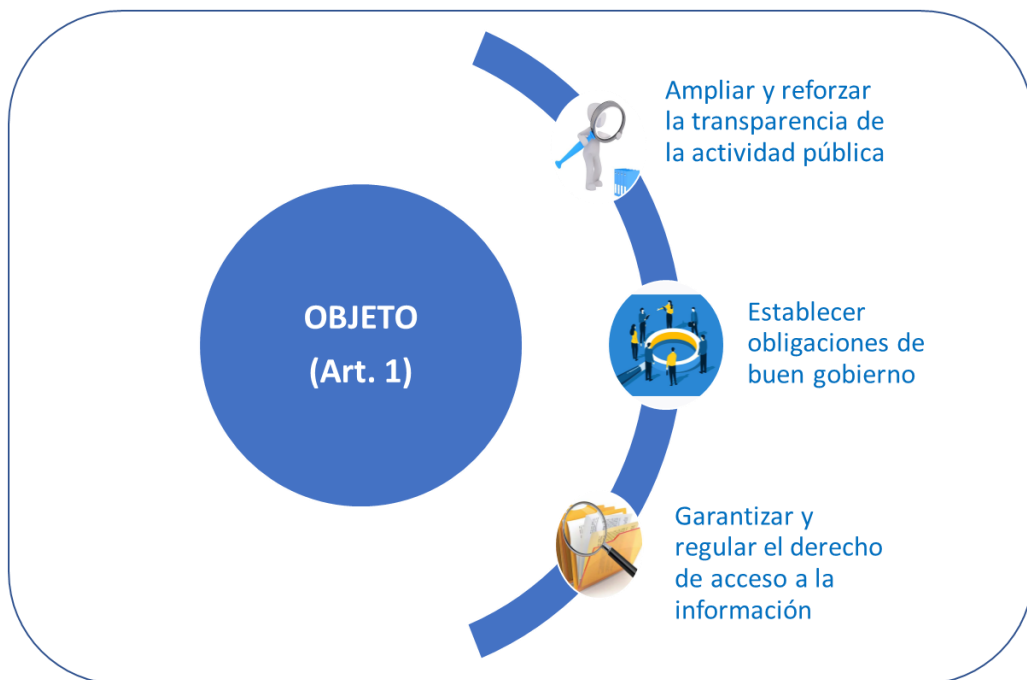 Ampliar y reforzar
la transparencia de
la actividad pública
OBJETO
(Art. 1)
Establecer
obligaciones de
buen gobierno
Garantizar y
regular el derecho
de acceso a la
información